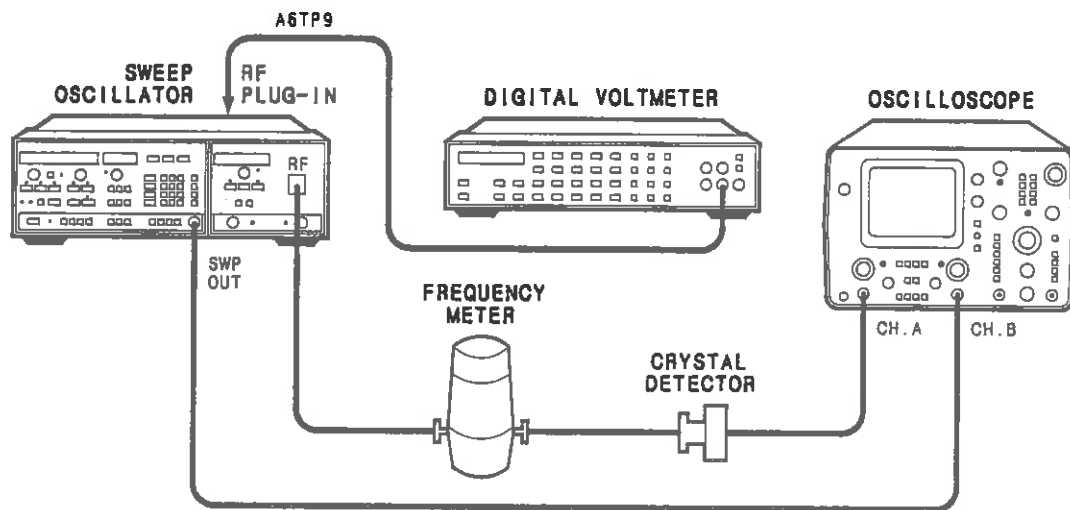 A6TP9
SWEEP
OSCILLATOR
RF
PLUG-IN
DIGITAL VOLTMETER
OSCILLOSCOPE
RF
SWP
OUT
FREQUENCY
METER
CH.A
CH.B
CRYSTAL
DETECTOR